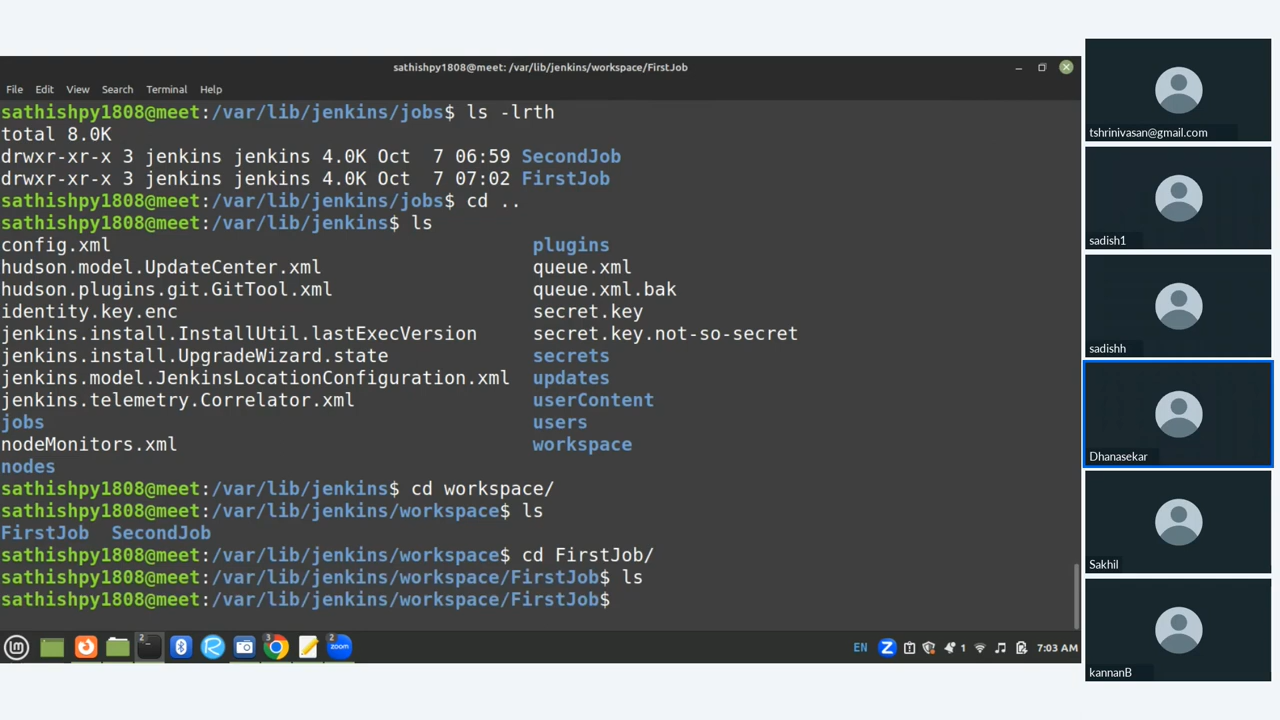 sathishpy1808@meet: /var/lib/jenkins/workspace/FirstJob
File Edit View Search Terminal Help
sathishpy1808@meet:/var/lib/jenkins/jobs$ ls -lrth
total 8.0K
drwxr-xr-x 3 jenkins jenkins 4.0K Oct  7 06:59 SecondJob
drwxr-xr-x 3 jenkins jenkins 4.0K Oct  7 07:02 FirstJob
sathishpy1808@meet:/var/lib/jenkins/jobs$ cd ..
sathishpy1808@meet:/var/lib/jenkins$ ls
config.xml plugins
hudson.model.UpdateCenter.xml queue.xml
hudson.plugins.git.GitTool.xml queue.xml.bak
identity.key.enc secret.key
jenkins.install.InstallUtil.lastExecVersion secret.key.not-so-secret
jenkins.install.UpgradeWizard.state secrets
jenkins.model.JenkinsLocationConfiguration.xml updates
jenkins.telemetry.Correlator.xml userContent
jobs users
nodeMonitors.xml workspace
nodes
sathishpy1808@meet:/var/lib/jenkins$ cd workspace/
sathishpy1808@meet:/var/lib/jenkins/workspace$ ls
FirstJob  SecondJob
sathishpy1808@meet:/var/lib/jenkins/workspace$ cd FirstJob/
sathishpy1808@meet:/var/lib/jenkins/workspace/FirstJob$ ls
sathishpy1808@meet:/var/lib/jenkins/workspace/FirstJob$
2 3 zoom 2 EN Z 1 7:03 AM
tshrinivasan@gmail.com
sadish1
sadishh
Dhanasekar
Sakhil
kannanB